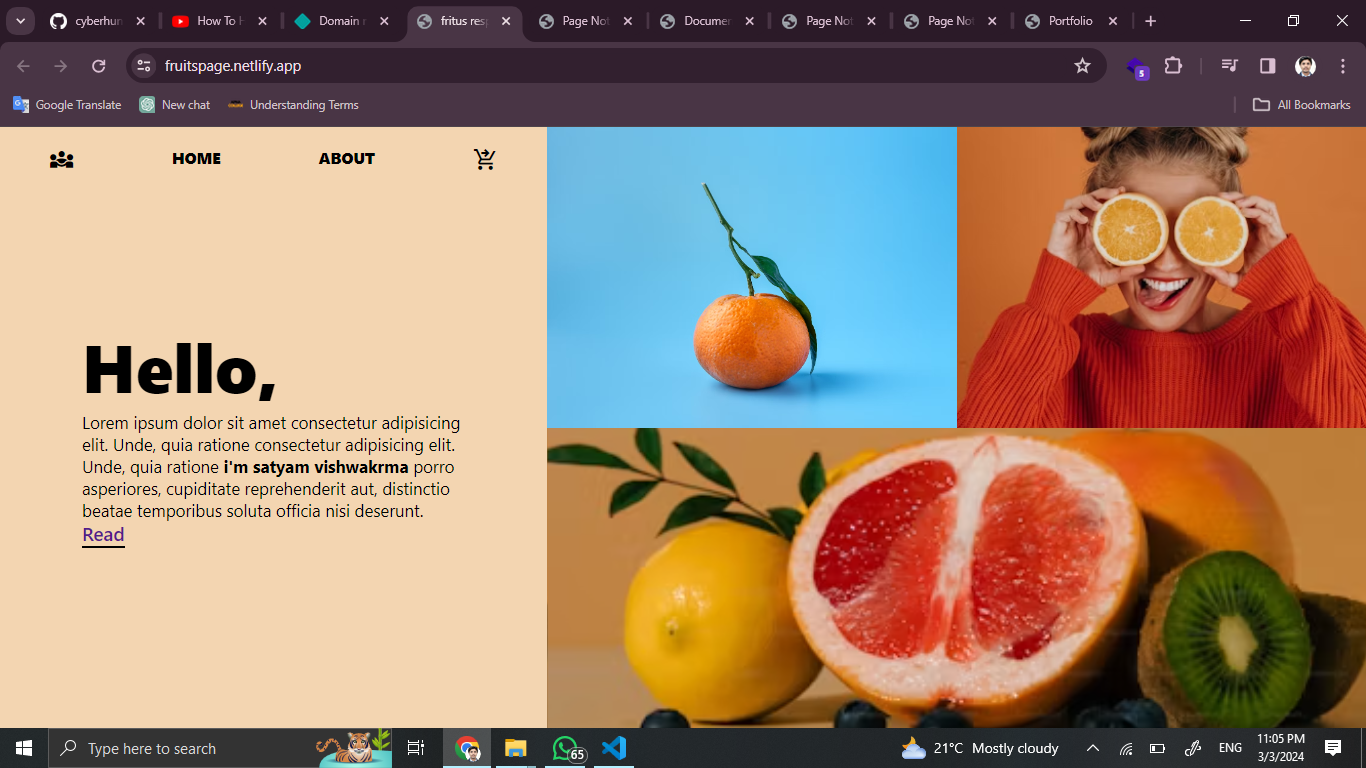 cyberhun
How To H
Domain r
fritus resp
Page Not
Documen
Page Not
Page Not
Portfolio
fruitspage.netlify.app
5
Google Translate
New chat
Understanding Terms
All Bookmarks
HOME
ABOUT
Hello,
Lorem ipsum dolor sit amet consectetur adipisicing
elit. Unde, quia ratione consectetur adipisicing elit.
Unde, quia ratione i'm satyam vishwakrma porro
asperiores, cupiditate reprehenderit aut, distinctio
beatae temporibus soluta officia nisi deserunt.
Read
Type here to search
65
21°C Mostly cloudy
ENG
11:05 PM
3/3/2024